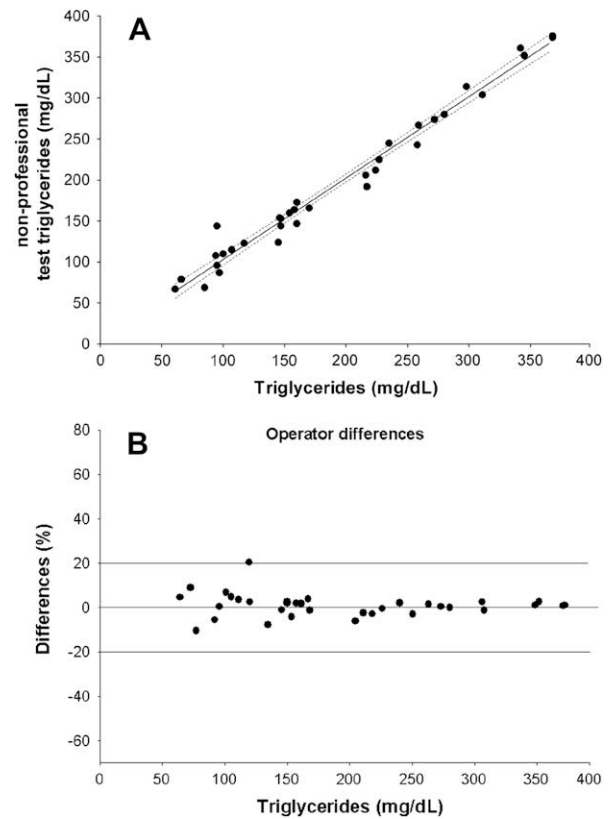 A
non-professional
test triglycerides (mg/dL)
400
350
300
250
200
150
100
50
0
0 50 100 150 200 250 300 350 400
Triglycerides (mg/dL)
B
Operator differences
Differences (%)
80
60
40
20
0
-20
-40
-60
0 50 100 150 200 250 300 350 400
Triglycerides (mg/dL)